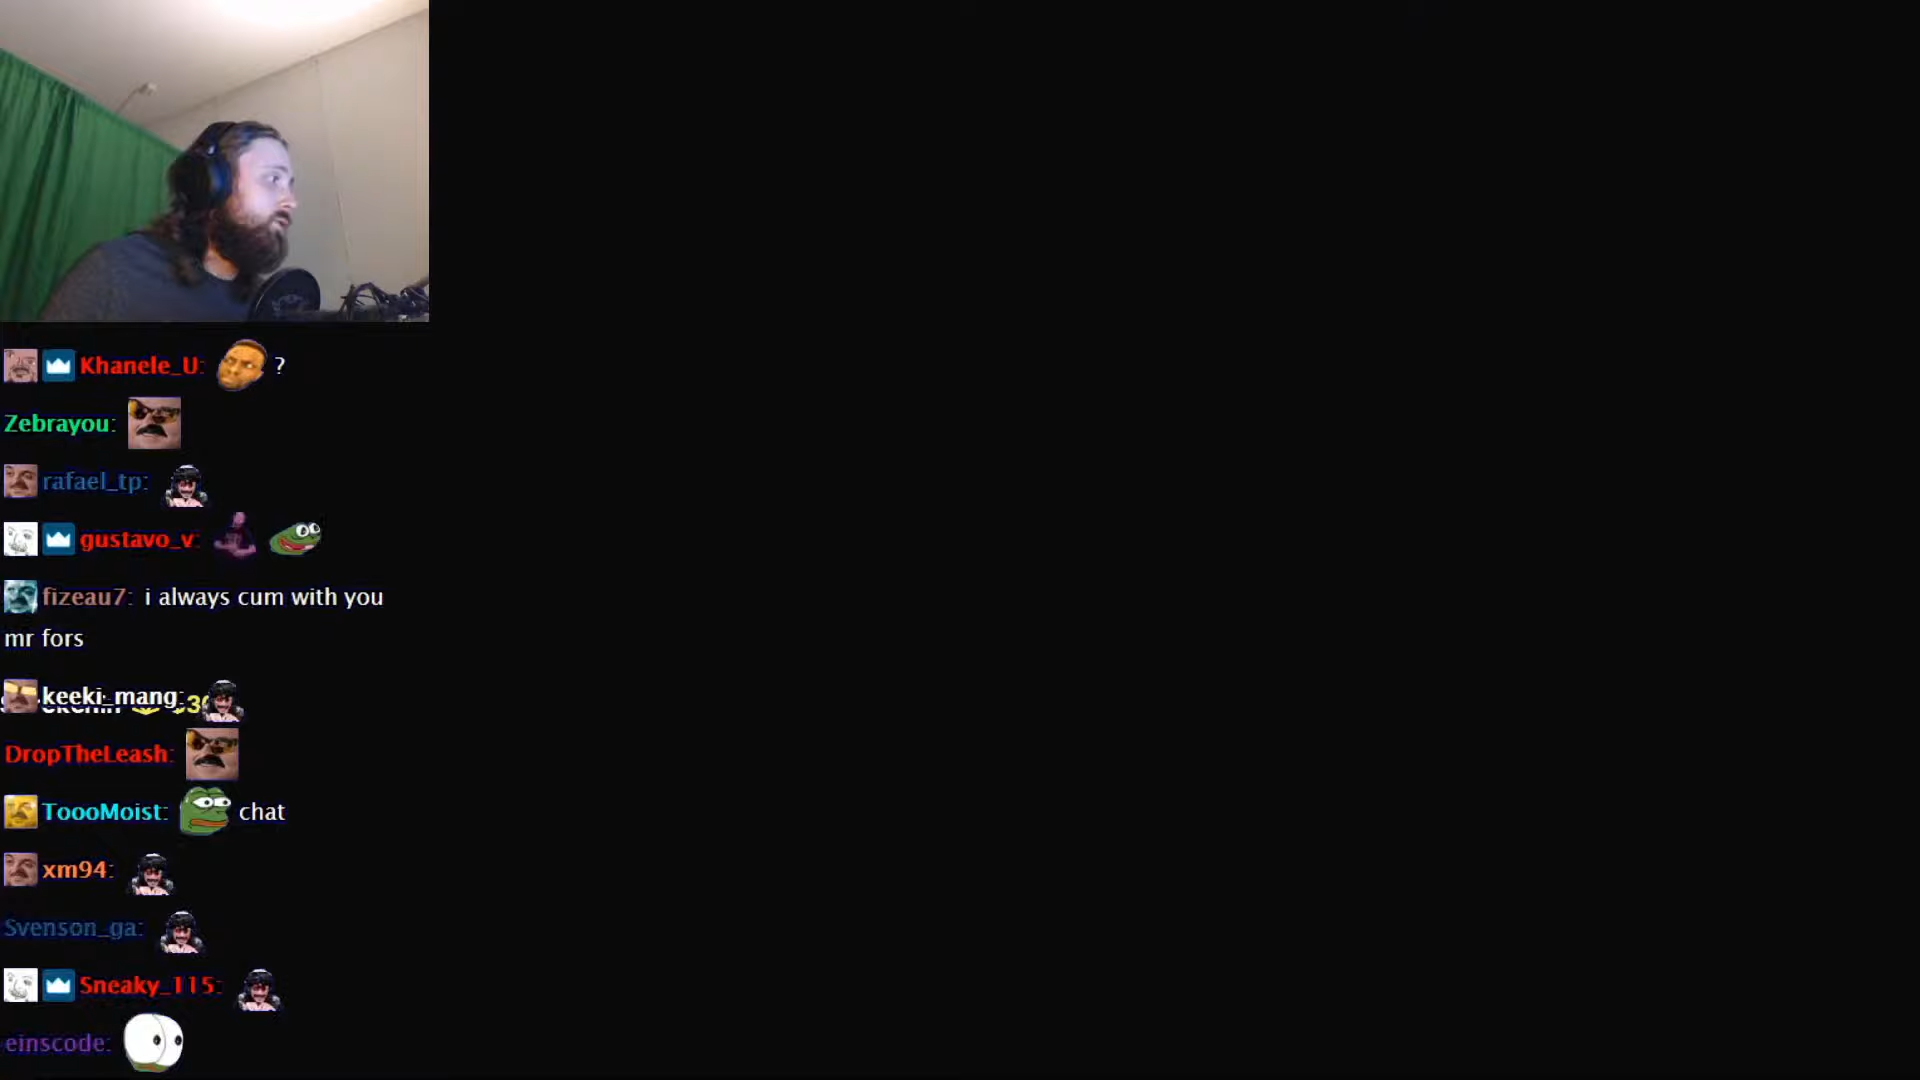 Khanele_U: ?
Zebrayou:
rafael_tp:
gustavo_v:
fizeau7: i always cum with you
mr fors
keeki_mang:
DropTheLeash:
ToooMoist: chat
xm94:
Svenson_ga:
Sneaky_115:
einscode: